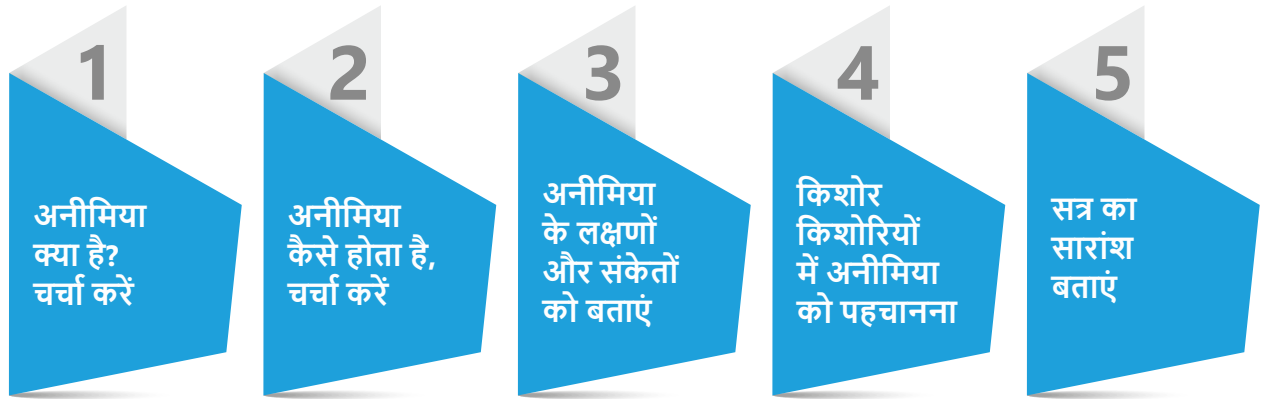 1
अनीमिया
क्या है?
चर्चा करें
2
अनीमिया
कैसे होता है,
चर्चा करें
3
अनीमिया
के लक्षणों
और संकेतों
को बताएं
4
किशोर
किशोरियों
में अनीमिया
को पहचानना
5
सत्र का
सारांश
बताएं